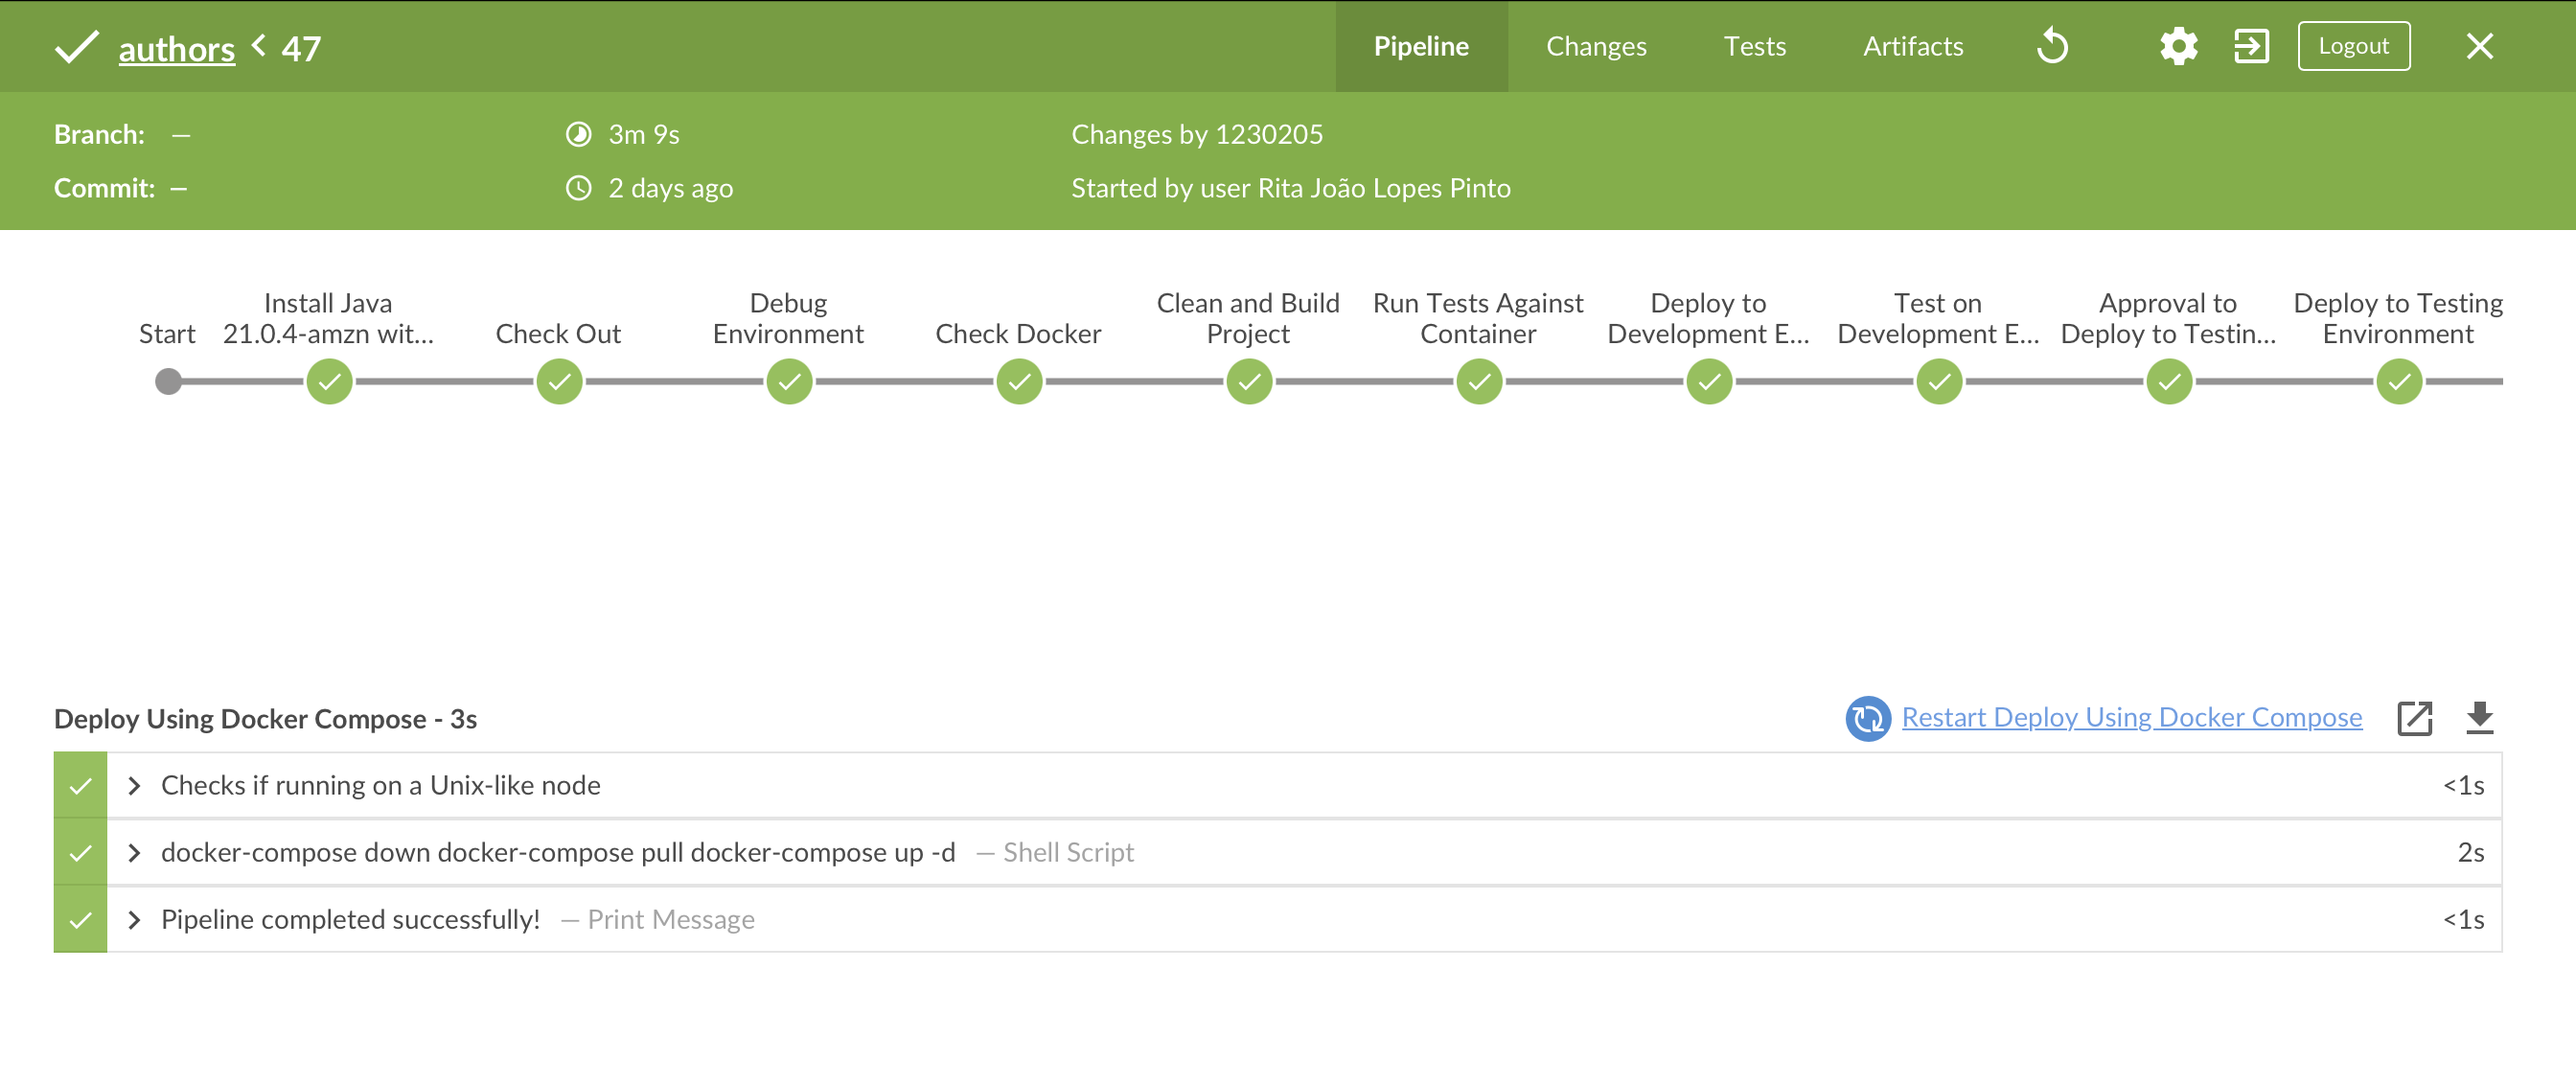 authors < 47
Pipeline
Changes
Tests
Artifacts
Logout
Branch: —
3m 9s
Changes by 1230205
Commit: —
2 days ago
Started by user Rita João Lopes Pinto
Start
Install Java
21.0.4-amzn wit...
Check Out
Debug
Environment
Check Docker
Clean and Build
Project
Run Tests Against
Container
Deploy to
Development E...
Test on
Development E...
Approval to
Deploy to Testin...
Deploy to Testing
Environment
Deploy Using Docker Compose - 3s
Restart Deploy Using Docker Compose
Checks if running on a Unix-like node
<1s
docker-compose down docker-compose pull docker-compose up -d — Shell Script
2s
Pipeline completed successfully! — Print Message
<1s